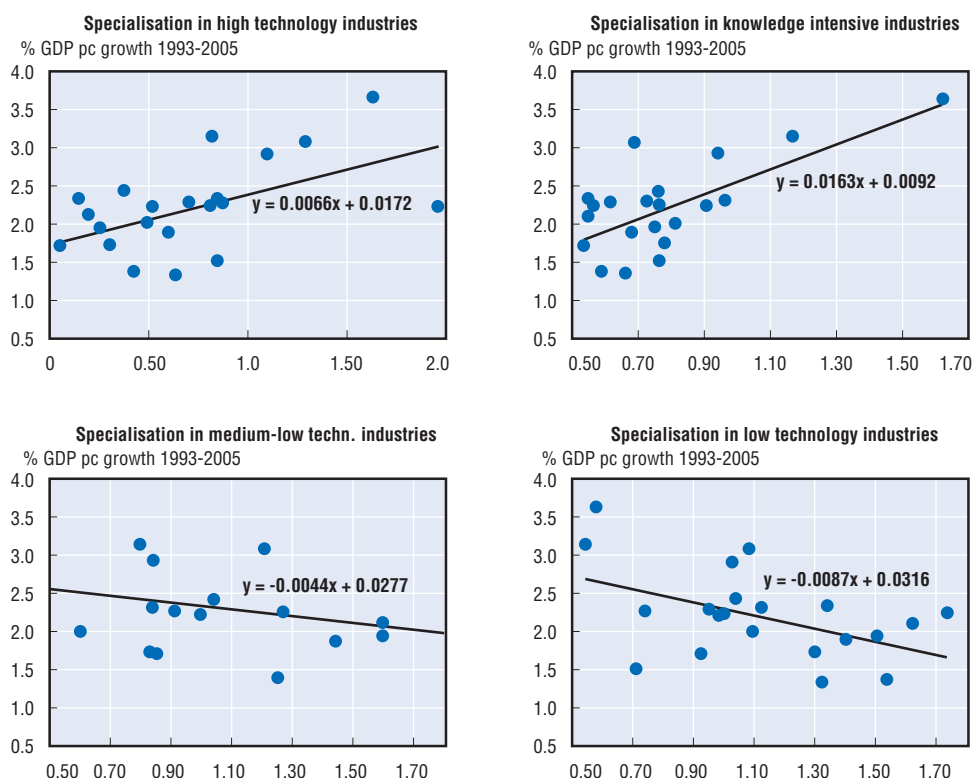 Specialisation in high technology industries
% GDP pc growth 1993-2005
4.0
3.5
3.0
2.5
2.0
1.5
1.0
0.5
y = 0.0066x + 0.0172
0 0.50 1.0 1.50 2.0
Specialisation in knowledge intensive industries
% GDP pc growth 1993-2005
4.0
3.5
3.0
2.5
2.0
1.5
1.0
0.5
y = 0.0163x + 0.0092
0.50 0.70 0.90 1.10 1.30 1.50 1.70
Specialisation in medium-low techn. industries
% GDP pc growth 1993-2005
4.0
3.5
3.0
2.5
2.0
1.5
1.0
0.5
y = -0.0044x + 0.0277
0.50 0.70 0.90 1.10 1.30 1.50 1.70
Specialisation in low technology industries
% GDP pc growth 1993-2005
4.0
3.5
3.0
2.5
2.0
1.5
1.0
0.5
y = -0.0087x + 0.0316
0.50 0.70 0.90 1.10 1.30 1.50 1.70